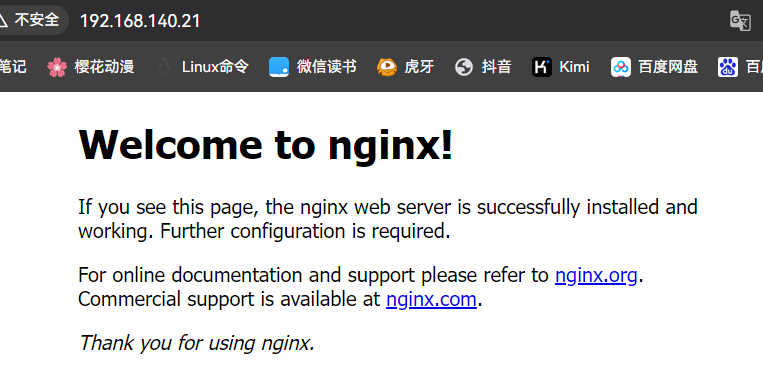 不安全 192.168.140.21
笔记 樱花动漫 Linux命令 微信读书 虎牙 抖音 Kimi 百度网盘 百
Welcome to nginx!
If you see this page, the nginx web server is successfully installed and
working. Further configuration is required.
For online documentation and support please refer to nginx.org.
Commercial support is available at nginx.com.
Thank you for using nginx.